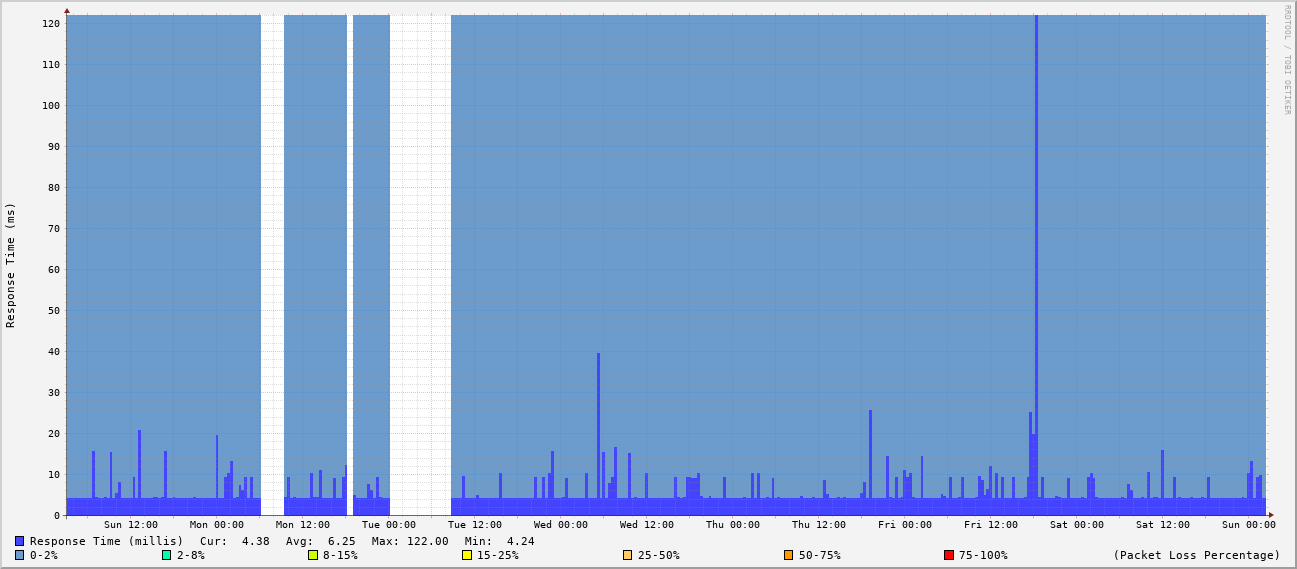 RRDTOOL / TOBI OETIKER
Response Time (ms)
120
110
100
90
80
70
60
50
40
30
20
10
0
Sun 12:00 Mon 00:00 Mon 12:00 Tue 00:00 Tue 12:00 Wed 00:00 Wed 12:00 Thu 00:00 Thu 12:00 Fri 00:00 Fri 12:00 Sat 00:00 Sat 12:00 Sun 00:00
Response Time (millis) Cur: 4.38 Avg: 6.25 Max: 122.00 Min: 4.24
0-2% 2-8% 8-15% 15-25% 25-50% 50-75% 75-100% (Packet Loss Percentage)